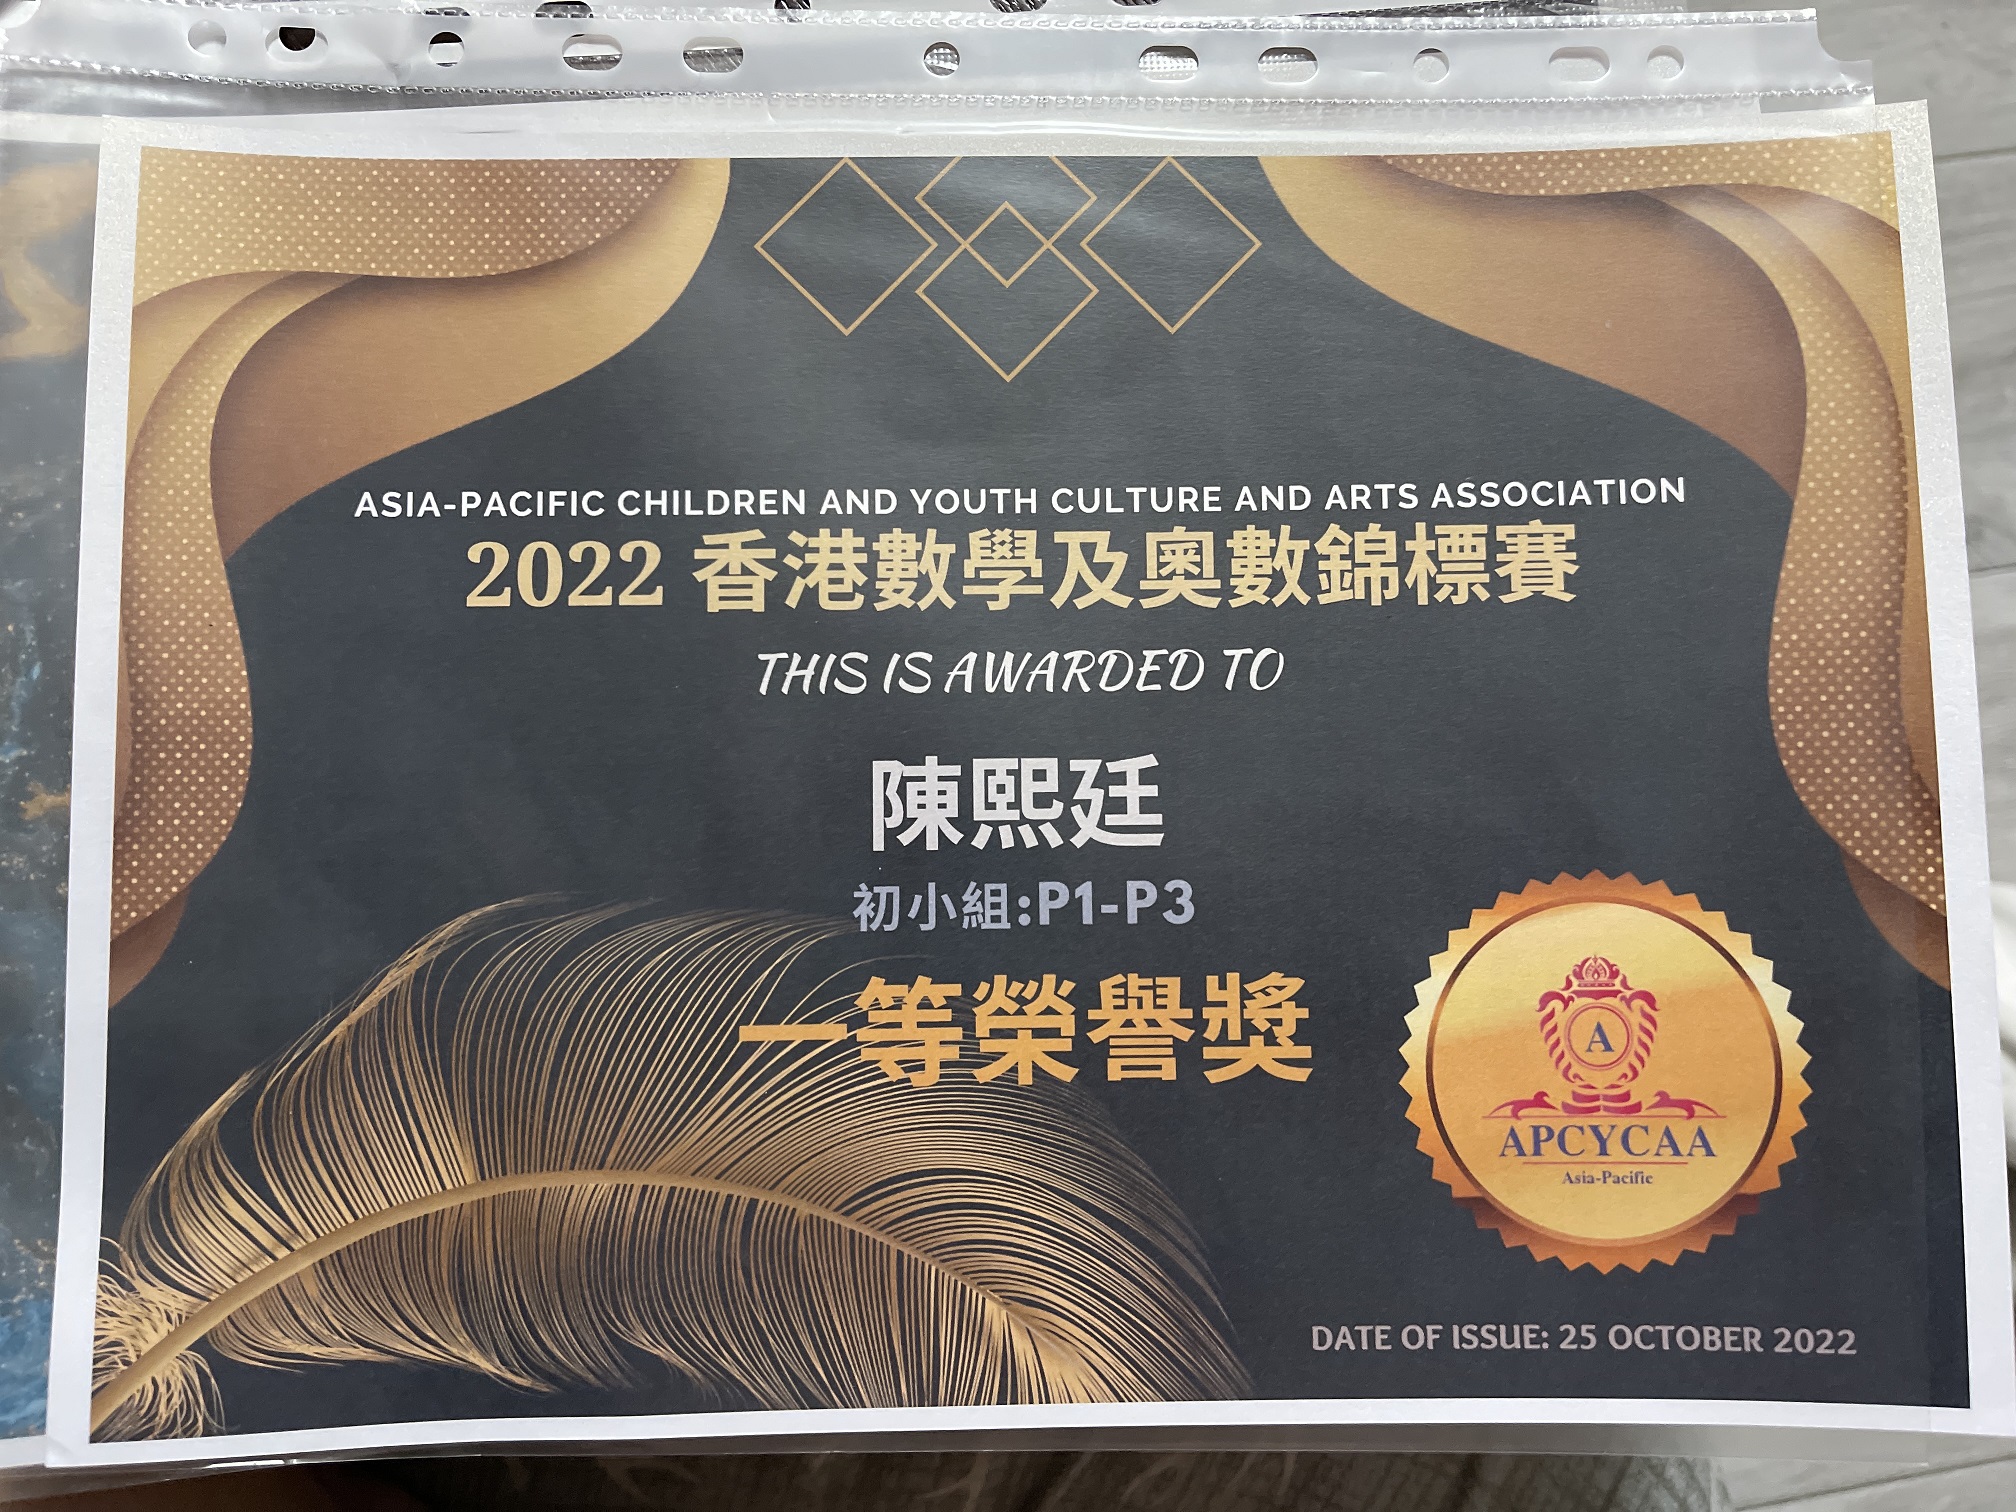 ASIA-PACIFIC CHILDREN AND YOUTH CULTURE AND ARTS ASSOCIATION
2022 香港數學及奧數錦標賽
THIS IS AWARDED TO
陳熙廷
初小組:P1-P3
一等榮譽獎
A
APCYCAA
Asia-Pacific
DATE OF ISSUE: 25 OCTOBER 2022